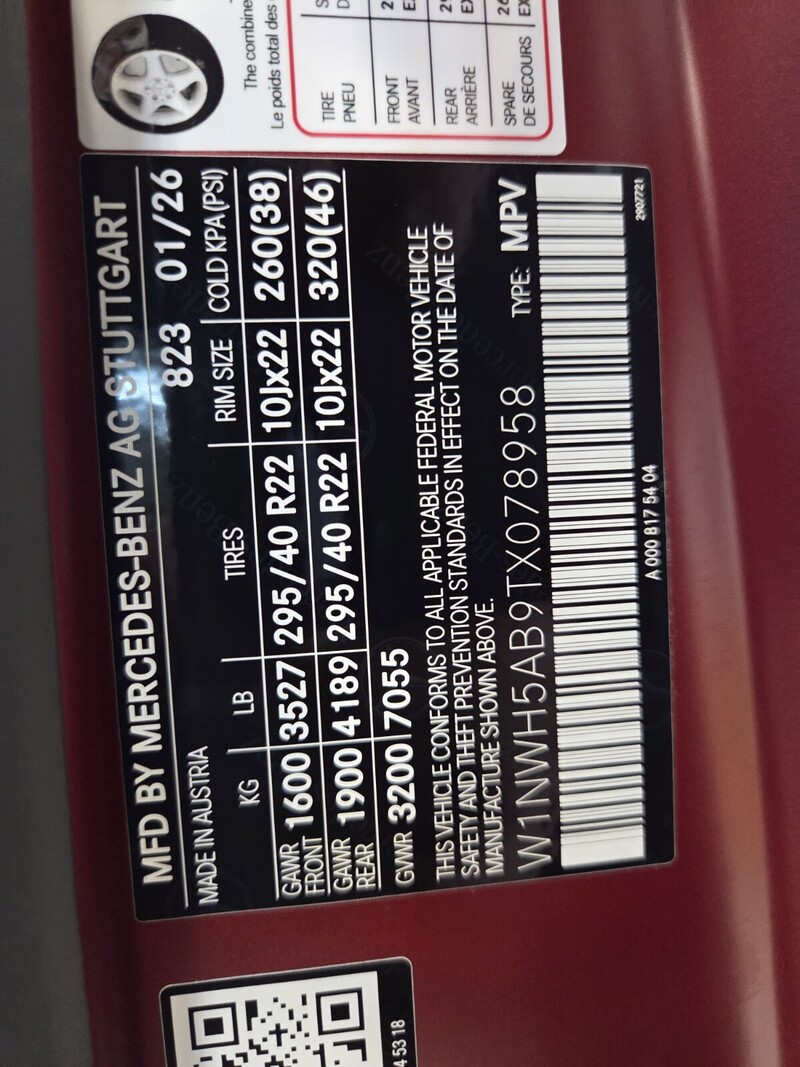 MFD BY MERCEDES-BENZ AG STUTTGART
MADE IN AUSTRIA 823 01/26
KG LB TIRES RIM SIZE COLD KPA(PSI)
GAWR FRONT 1600 3527 295/40 R22 10Jx22 260(38)
GAWR REAR 1900 4189 295/40 R22 10Jx22 320(46)
GVWR 3200 7055
THIS VEHICLE CONFORMS TO ALL APPLICABLE FEDERAL MOTOR VEHICLE
SAFETY AND THEFT PREVENTION STANDARDS IN EFFECT ON THE DATE OF
MANUFACTURE SHOWN ABOVE.
W1NWH5AB9TX078958 TYPE: MPV
A 000 817 54 04
2907721
The combine
Le poids total des
TIRE
PNEU
FRONT
AVANT
REAR
ARRIÈRE
SPARE
DE SECOURS
4 53 18